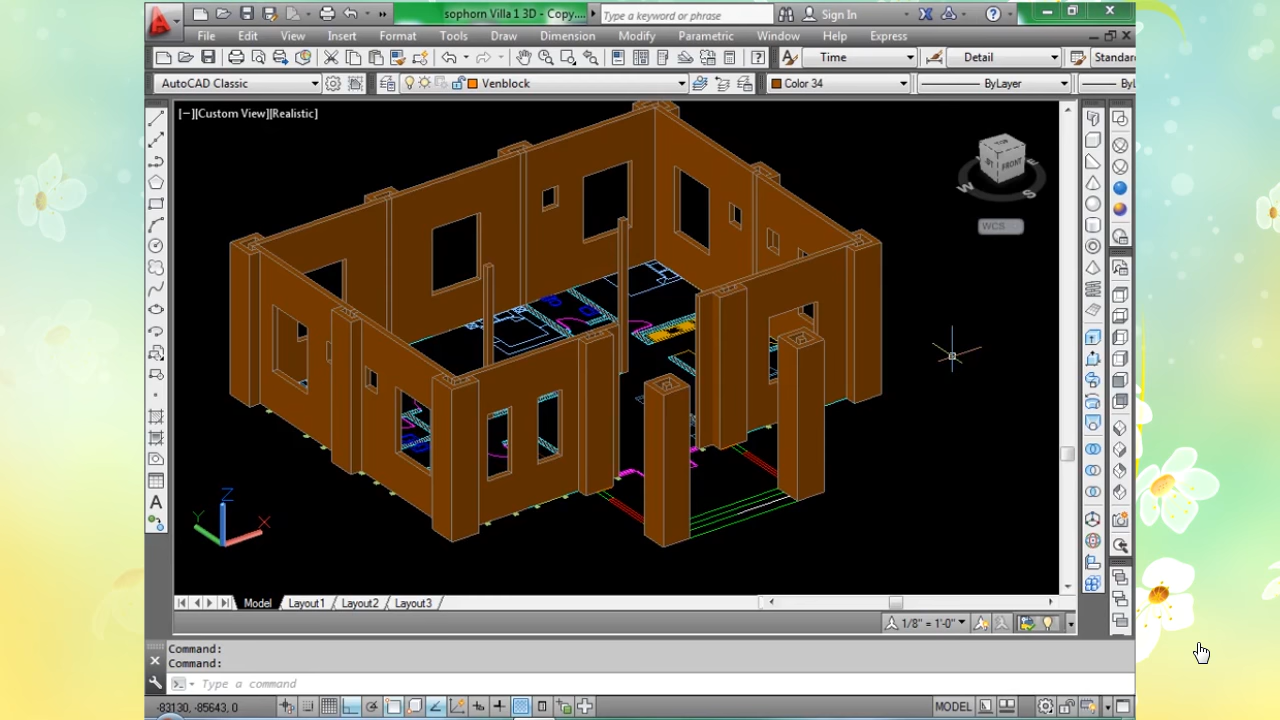 sophorn Villa 1 3D - Copy....
Type a keyword or phrase
Sign In
File Edit View Insert Format Tools Draw Dimension Modify Parametric Window Help Express
Time
Detail
Standar
AutoCAD Classic
Venblock
Color 34
ByLayer
[−][Custom View][Realistic]
FRONT
W
S
WCS
Z
Y
X
Model Layout1 Layout2 Layout3
1/8" = 1'-0"
Command:
Command:
Type a command
-83130, -85643, 0
MODEL